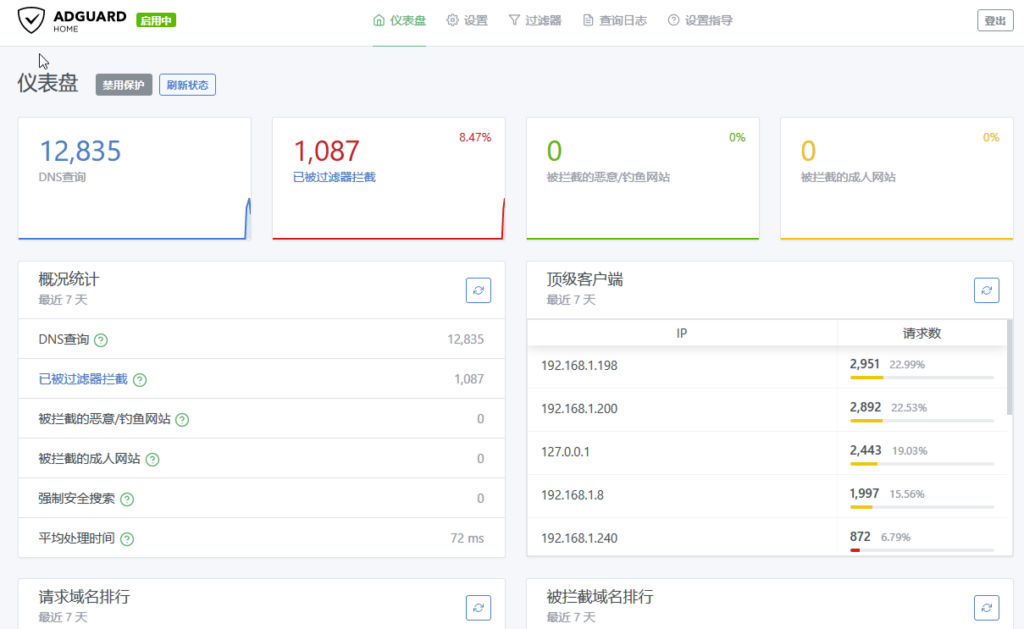 ADGUARD
HOME
启用中
仪表盘
设置
过滤器
查询日志
设置指导
登出
仪表盘
禁用保护
刷新状态
12,835
DNS查询
1,087
8.47%
已被过滤器拦截
0
0%
被拦截的恶意/钓鱼网站
0
0%
被拦截的成人网站
概况统计
最近 7 天
DNS查询
12,835
已被过滤器拦截
1,087
被拦截的恶意/钓鱼网站
0
被拦截的成人网站
0
强制安全搜索
0
平均处理时间
72 ms
顶级客户端
最近 7 天
IP
请求数
192.168.1.198
2,951 22.99%
192.168.1.200
2,892 22.53%
127.0.0.1
2,443 19.03%
192.168.1.8
1,997 15.56%
192.168.1.240
872 6.79%
请求域名排行
最近 7 天
被拦截域名排行
最近 7 天